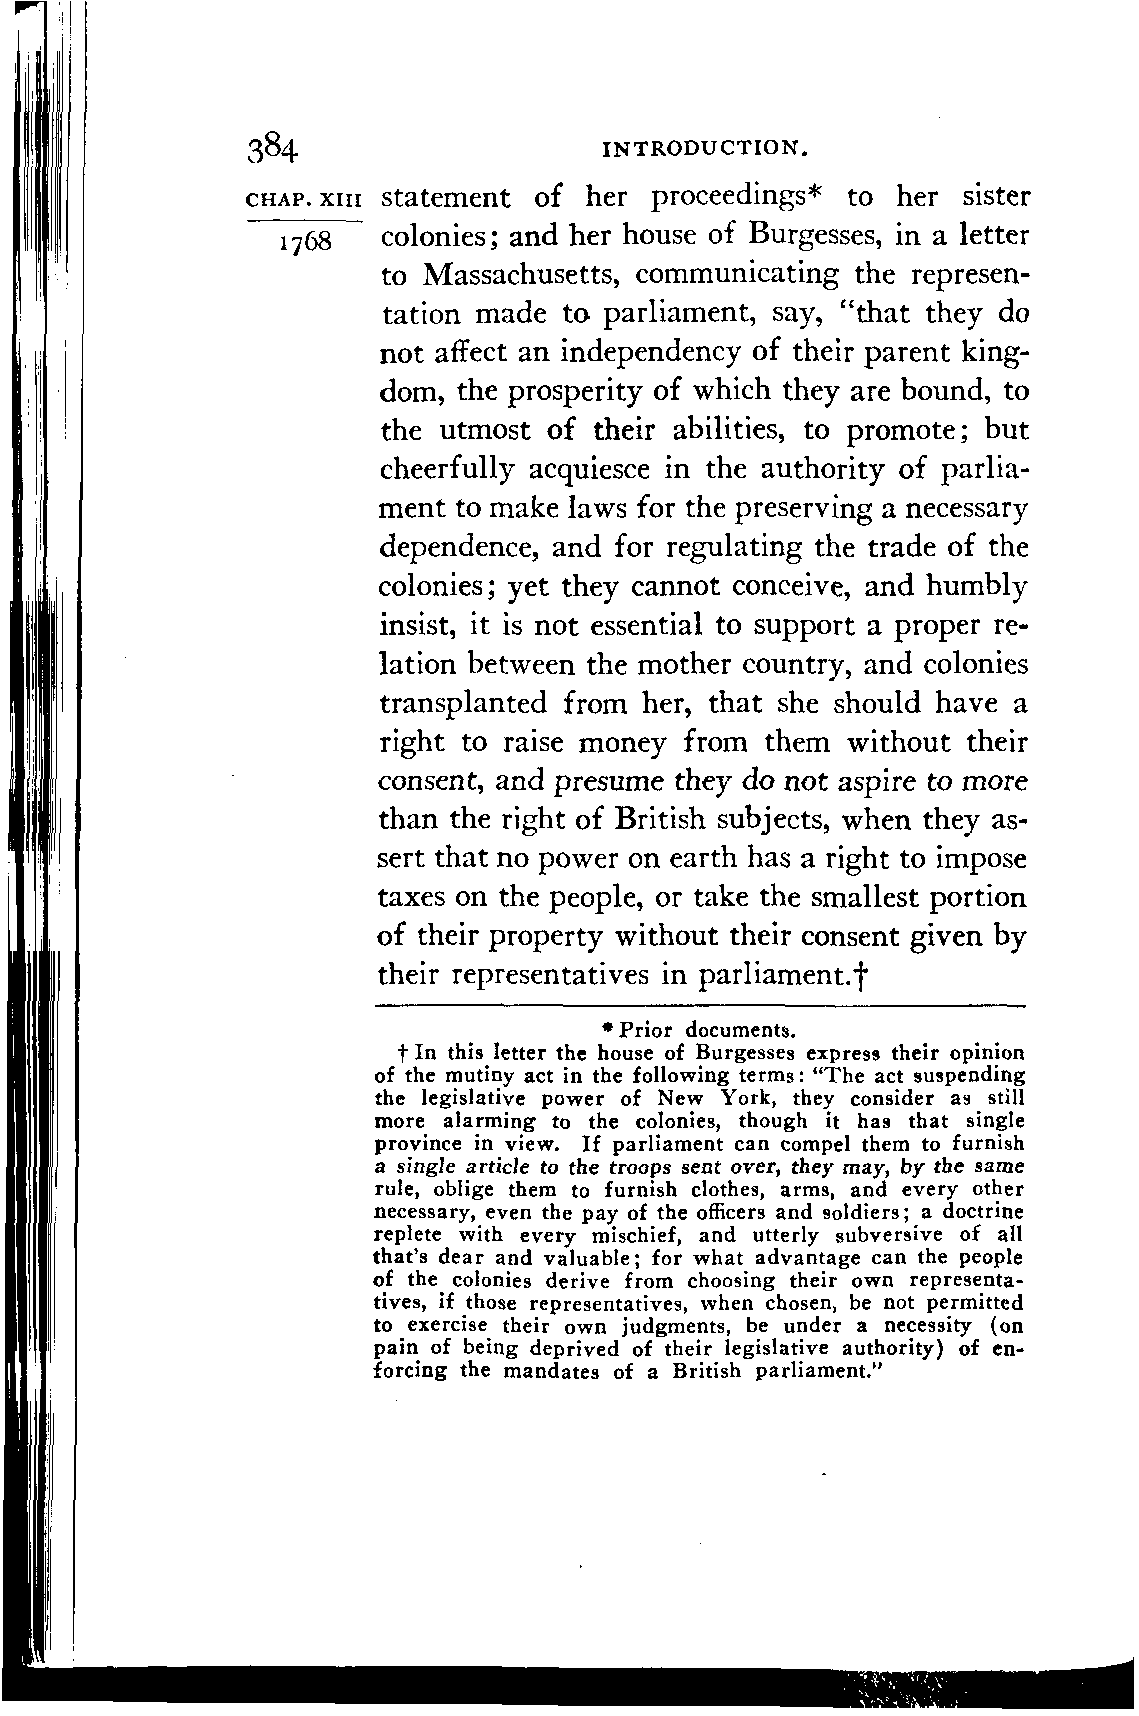 384 INTRODUCTION.
CHAP. XIII statement of her proceedings* to her sister
1768 colonies; and her house of Burgesses, in a letter
to Massachusetts, communicating the represen-
tation made to parliament, say, "that they do
not affect an independency of their parent king-
dom, the prosperity of which they are bound, to
the utmost of their abilities, to promote; but
cheerfully acquiesce in the authority of parlia-
ment to make laws for the preserving a necessary
dependence, and for regulating the trade of the
colonies; yet they cannot conceive, and humbly
insist, it is not essential to support a proper re-
lation between the mother country, and colonies
transplanted from her, that she should have a
right to raise money from them without their
consent, and presume they do not aspire to more
than the right of British subjects, when they as-
sert that no power on earth has a right to impose
taxes on the people, or take the smallest portion
of their property without their consent given by
their representatives in parliament.†
* Prior documents.
† In this letter the house of Burgesses express their opinion
of the mutiny act in the following terms: "The act suspending
the legislative power of New York, they consider as still
more alarming to the colonies, though it has that single
province in view. If parliament can compel them to furnish
a single article to the troops sent over, they may, by the same
rule, oblige them to furnish clothes, arms, and every other
necessary, even the pay of the officers and soldiers; a doctrine
replete with every mischief, and utterly subversive of all
that's dear and valuable; for what advantage can the people
of the colonies derive from choosing their own representa-
tives, if those representatives, when chosen, be not permitted
to exercise their own judgments, be under a necessity (on
pain of being deprived of their legislative authority) of en-
forcing the mandates of a British parliament."